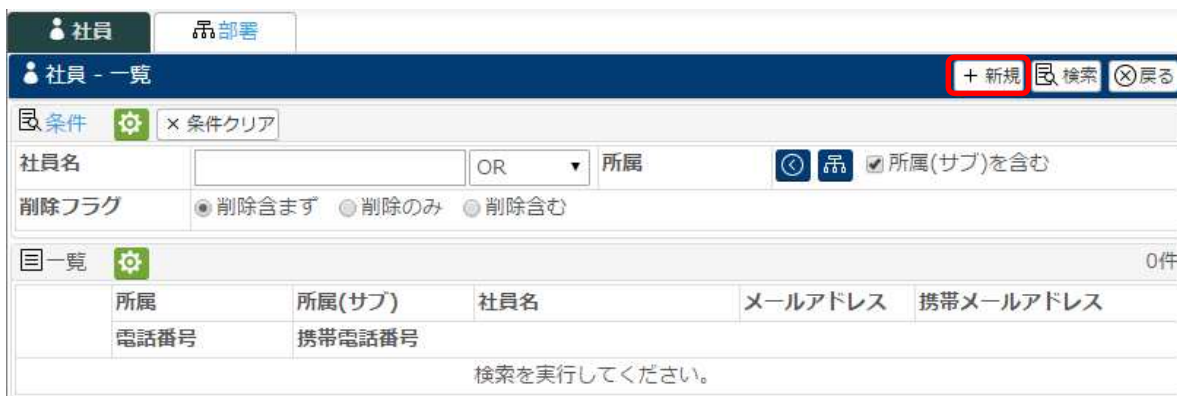 社員 部署
社員 - 一覧 + 新規 検索 戻る
条件 × 条件クリア
社員名 OR 所属 所属(サブ)を含む
削除フラグ 削除含まず 削除のみ 削除含む
一覧 0件
所属 所属(サブ) 社員名 メールアドレス 携帯メールアドレス
電話番号 携帯電話番号
検索を実行してください。